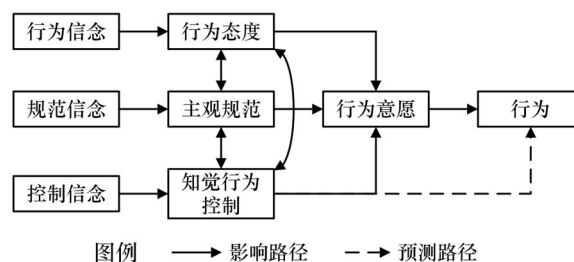 行为信念
行为态度
规范信念
主观规范
行为意愿
行为
控制信念
知觉行为
控制
图例
影响路径
预测路径